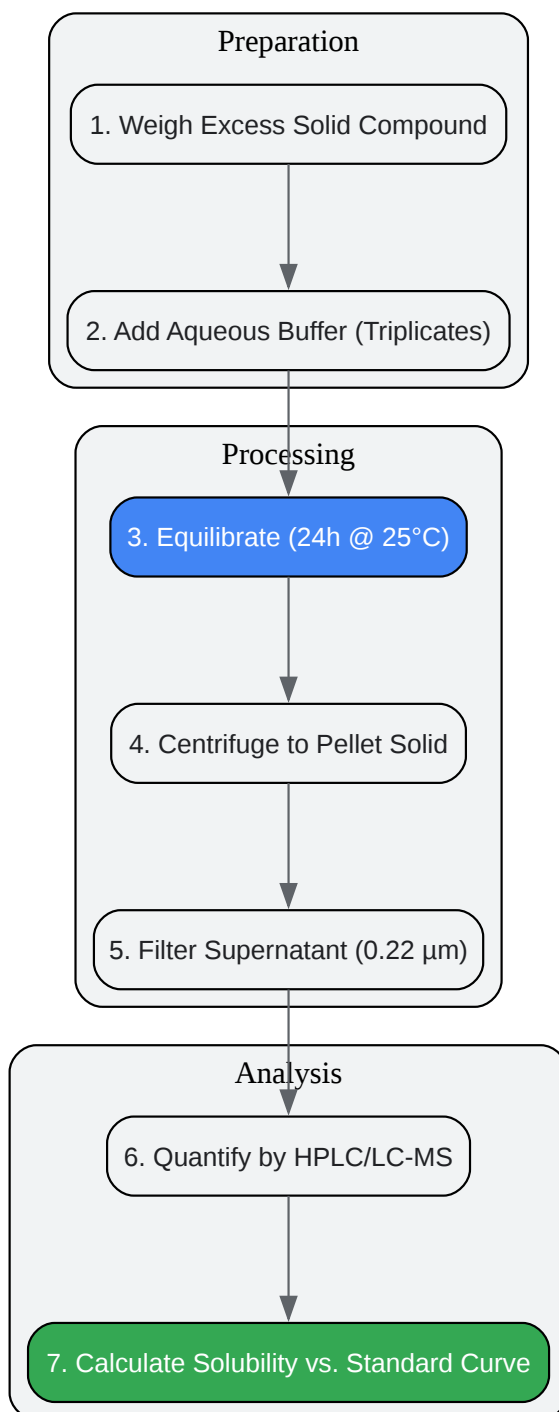 Preparation
1. Weigh Excess Solid Compound
2. Add Aqueous Buffer (Triplicates)
Processing
3. Equilibrate (24h @ 25°C)
4. Centrifuge to Pellet Solid
5. Filter Supernatant (0.22 µm)
Analysis
6. Quantify by HPLC/LC-MS
7. Calculate Solubility vs. Standard Curve